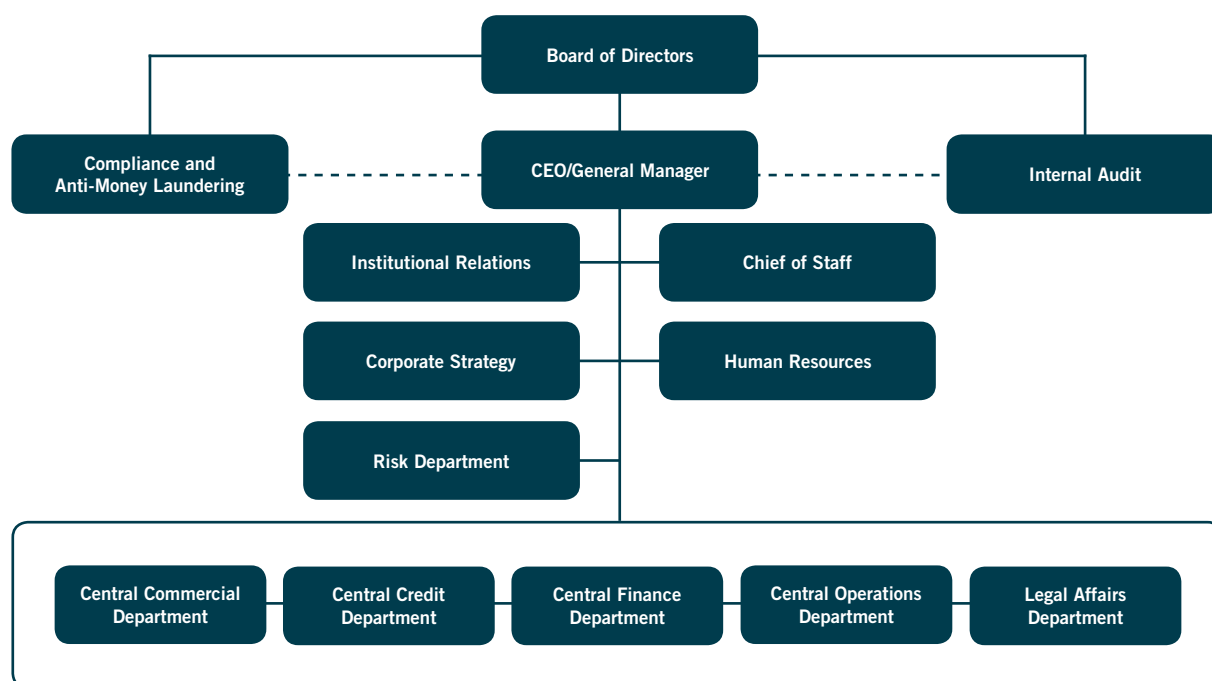 Board of Directors
Compliance and
Anti-Money Laundering
CEO/General Manager
Internal Audit
Institutional Relations
Chief of Staff
Corporate Strategy
Human Resources
Risk Department
Central Commercial
Department
Central Credit
Department
Central Finance
Department
Central Operations
Department
Legal Affairs
Department